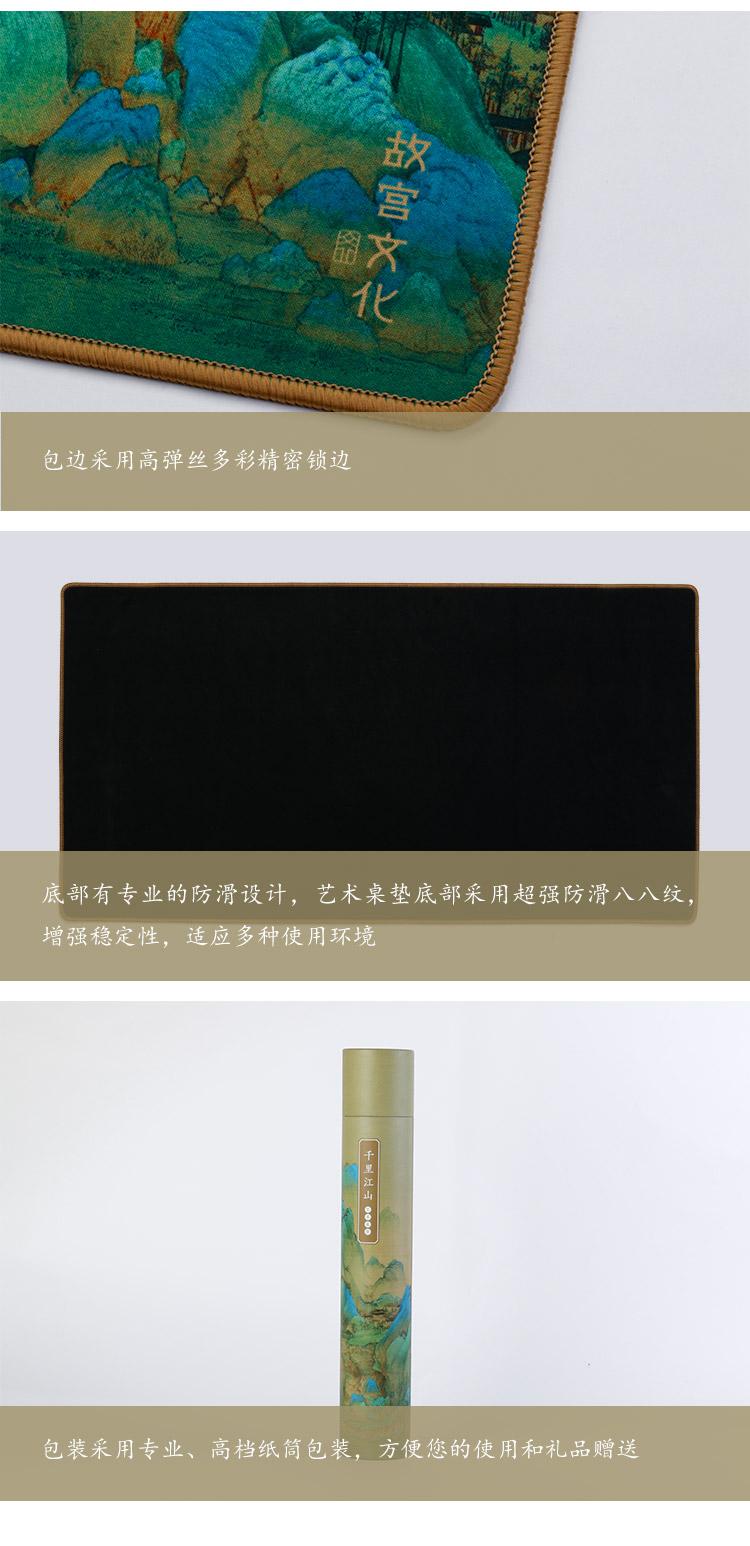 故宫文化
包边采用高弹丝多彩精密锁边
底部有专业的防滑设计，艺术桌垫底部采用超强防滑八八纹，
增强稳定性，适应多种使用环境
千里江山
包装采用专业、高档纸筒包装，方便您的使用和礼品赠送